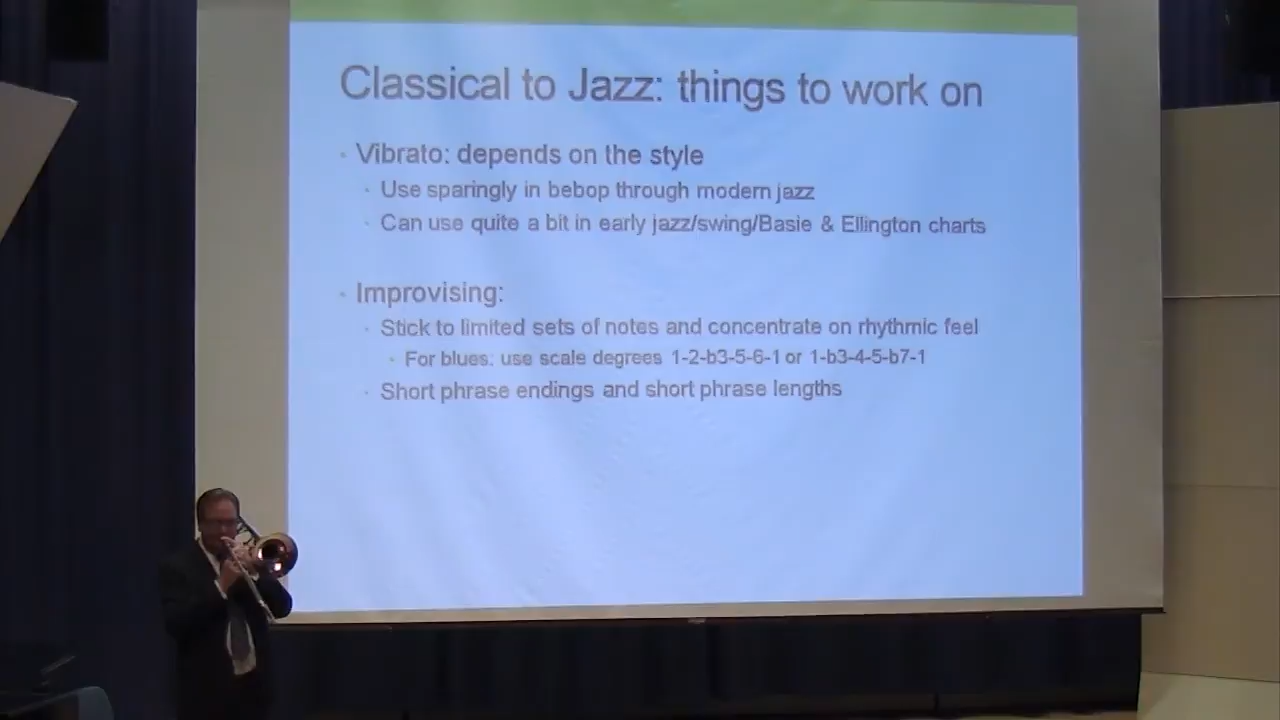 Classical to Jazz: things to work on
· Vibrato: depends on the style
· Use sparingly in bebop through modern jazz
· Can use quite a bit in early jazz/swing/Basie & Ellington charts
· Improvising:
· Stick to limited sets of notes and concentrate on rhythmic feel
· For blues: use scale degrees 1-2-b3-5-6-1 or 1-b3-4-5-b7-1
· Short phrase endings and short phrase lengths